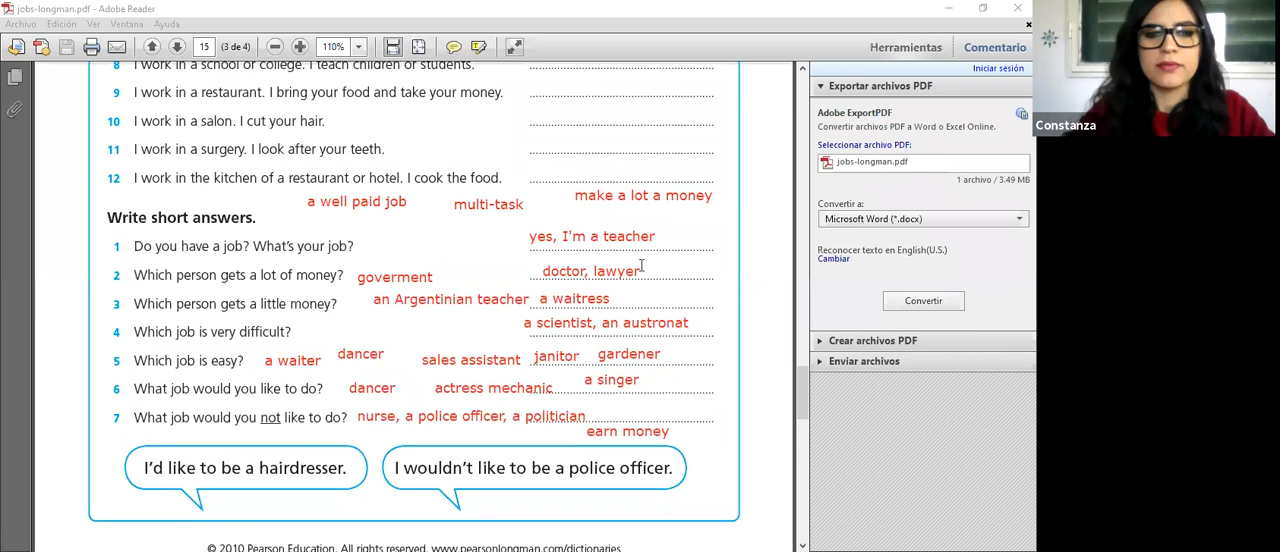 jobs-longman.pdf - Adobe Reader
Archivo Edición Ver Ventana Ayuda
15 (3 de 4) 110% Herramientas Comentario
8 I work in a school or college. I teach children or students.
9 I work in a restaurant. I bring your food and take your money.
10 I work in a salon. I cut your hair.
11 I work in a surgery. I look after your teeth.
12 I work in the kitchen of a restaurant or hotel. I cook the food.
a well paid job multi-task make a lot a money
Write short answers.
1 Do you have a job? What's your job? yes, I'm a teacher
2 Which person gets a lot of money? goverment doctor, lawyer
3 Which person gets a little money? an Argentinian teacher a waitress
4 Which job is very difficult? a scientist, an austronat
5 Which job is easy? a waiter dancer sales assistant janitor gardener
6 What job would you like to do? dancer actress mechanic a singer
7 What job would you not like to do? nurse, a police officer, a politician
earn money
I'd like to be a hairdresser. I wouldn't like to be a police officer.
© 2010 Pearson Education. All rights reserved. www.pearsonlongman.com/dictionaries
Iniciar sesión
Exportar archivos PDF
Adobe ExportPDF
Convertir archivos PDF a Word o Excel Online.
Seleccionar archivo PDF:
jobs-longman.pdf
1 archivo / 3.49 MB
Convertir a:
Microsoft Word (*.docx)
Reconocer texto en English(U.S.)
Cambiar
Convertir
Crear archivos PDF
Enviar archivos
Constanza